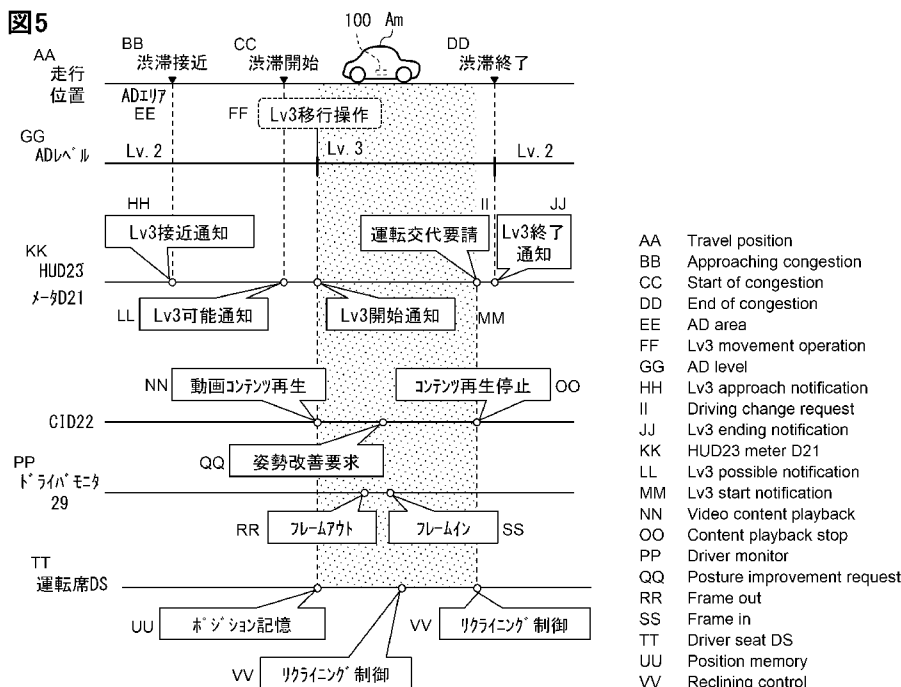 図5
100 Am
BB CC DD
渋滞接近 渋滞開始 渋滞終了
AA
走行
位置
ADエリア
EE
FF Lv3移行操作
GG
ADレベル
Lv.2 Lv.3 Lv.2
HH II JJ
Lv3接近通知
運転交代要請
Lv3終了
通知
KK
HUD23
メータD21
LL Lv3可能通知
Lv3開始通知 MM
NN 動画コンテンツ再生
コンテンツ再生停止 OO
CID22
QQ 姿勢改善要求
PP
ドライバモニタ
29
RR フレームアウト
フレームイン SS
TT
運転席DS
UU ポジション記憶
VV リクライニング制御
VV リクライニング制御
AA Travel position
BB Approaching congestion
CC Start of congestion
DD End of congestion
EE AD area
FF Lv3 movement operation
GG AD level
HH Lv3 approach notification
II Driving change request
JJ Lv3 ending notification
KK HUD23 meter D21
LL Lv3 possible notification
MM Lv3 start notification
NN Video content playback
OO Content playback stop
PP Driver monitor
QQ Posture improvement request
RR Frame out
SS Frame in
TT Driver seat DS
UU Position memory
VV Reclining control